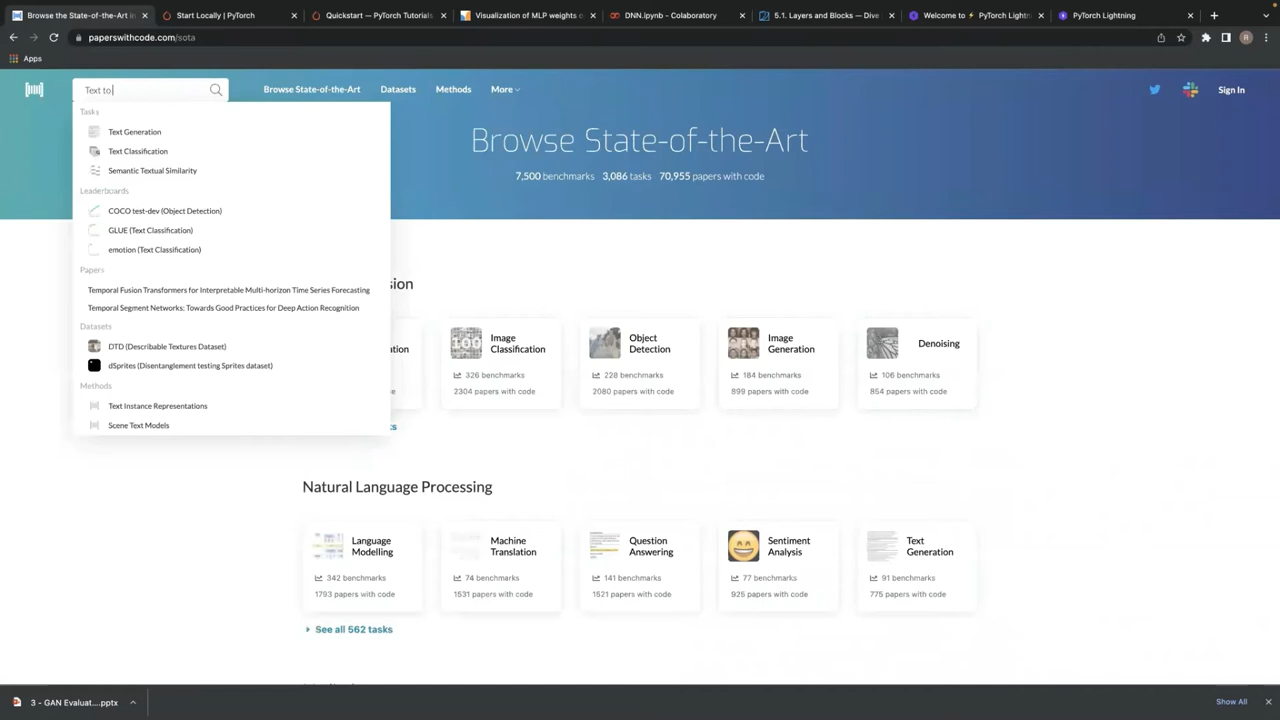 Browse the State-of-the-Art in
Start Locally | PyTorch
Quickstart — PyTorch Tutorials
Visualization of MLP weights o
DNN.ipynb - Colaboratory
5.1. Layers and Blocks — Dive
Welcome to ⚡ PyTorch Lightn
PyTorch Lightning
paperswithcode.com/sota
Apps
Text to
Browse State-of-the-Art
Datasets
Methods
More
Sign In
Tasks
Text Generation
Text Classification
Semantic Textual Similarity
Leaderboards
COCO test-dev (Object Detection)
GLUE (Text Classification)
emotion (Text Classification)
Papers
Temporal Fusion Transformers for Interpretable Multi-horizon Time Series Forecasting
Temporal Segment Networks: Towards Good Practices for Deep Action Recognition
Datasets
DTD (Describable Textures Dataset)
dSprites (Disentanglement testing Sprites dataset)
Methods
Text Instance Representations
Scene Text Models
Browse State-of-the-Art
7,500 benchmarks 3,086 tasks 70,955 papers with code
sion
ation
e
ks
Image
Classification
326 benchmarks
2304 papers with code
Object
Detection
228 benchmarks
2080 papers with code
Image
Generation
184 benchmarks
899 papers with code
Denoising
106 benchmarks
854 papers with code
Natural Language Processing
Language
Modelling
342 benchmarks
1793 papers with code
Machine
Translation
74 benchmarks
1531 papers with code
Question
Answering
141 benchmarks
1521 papers with code
Sentiment
Analysis
77 benchmarks
925 papers with code
Text
Generation
91 benchmarks
775 papers with code
See all 562 tasks
3 - GAN Evaluat....pptx
Show All